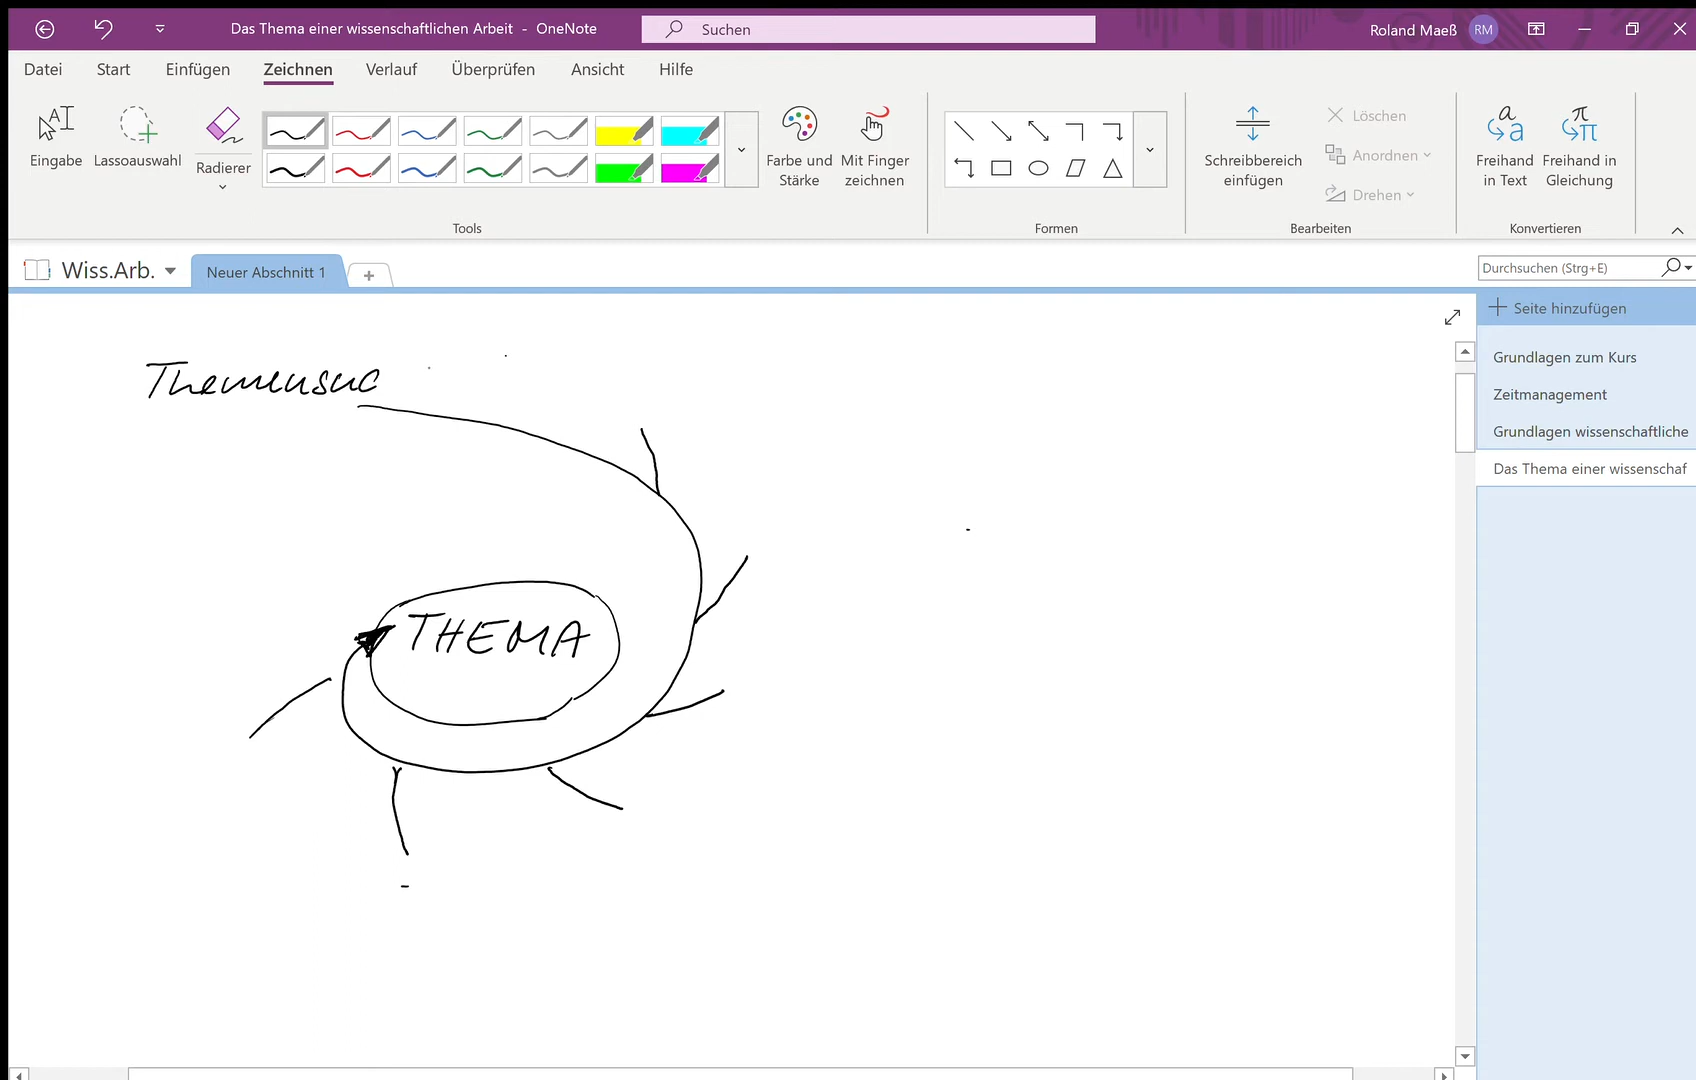 Das Thema einer wissenschaftlichen Arbeit - OneNote
Suchen
Roland Maeß
RM
Datei Start Einfügen Zeichnen Verlauf Überprüfen Ansicht Hilfe
Eingabe
Lassoauswahl
Radierer
Farbe und Stärke
Mit Finger zeichnen
Tools
Formen
Schreibbereich einfügen
Löschen
Anordnen
Drehen
Bearbeiten
Freihand in Text
Freihand in Gleichung
Konvertieren
Wiss.Arb.
Neuer Abschnitt 1
Durchsuchen (Strg+E)
Seite hinzufügen
Grundlagen zum Kurs
Zeitmanagement
Grundlagen wissenschaftliche
Das Thema einer wissenschaf
Themensuc
THEMA